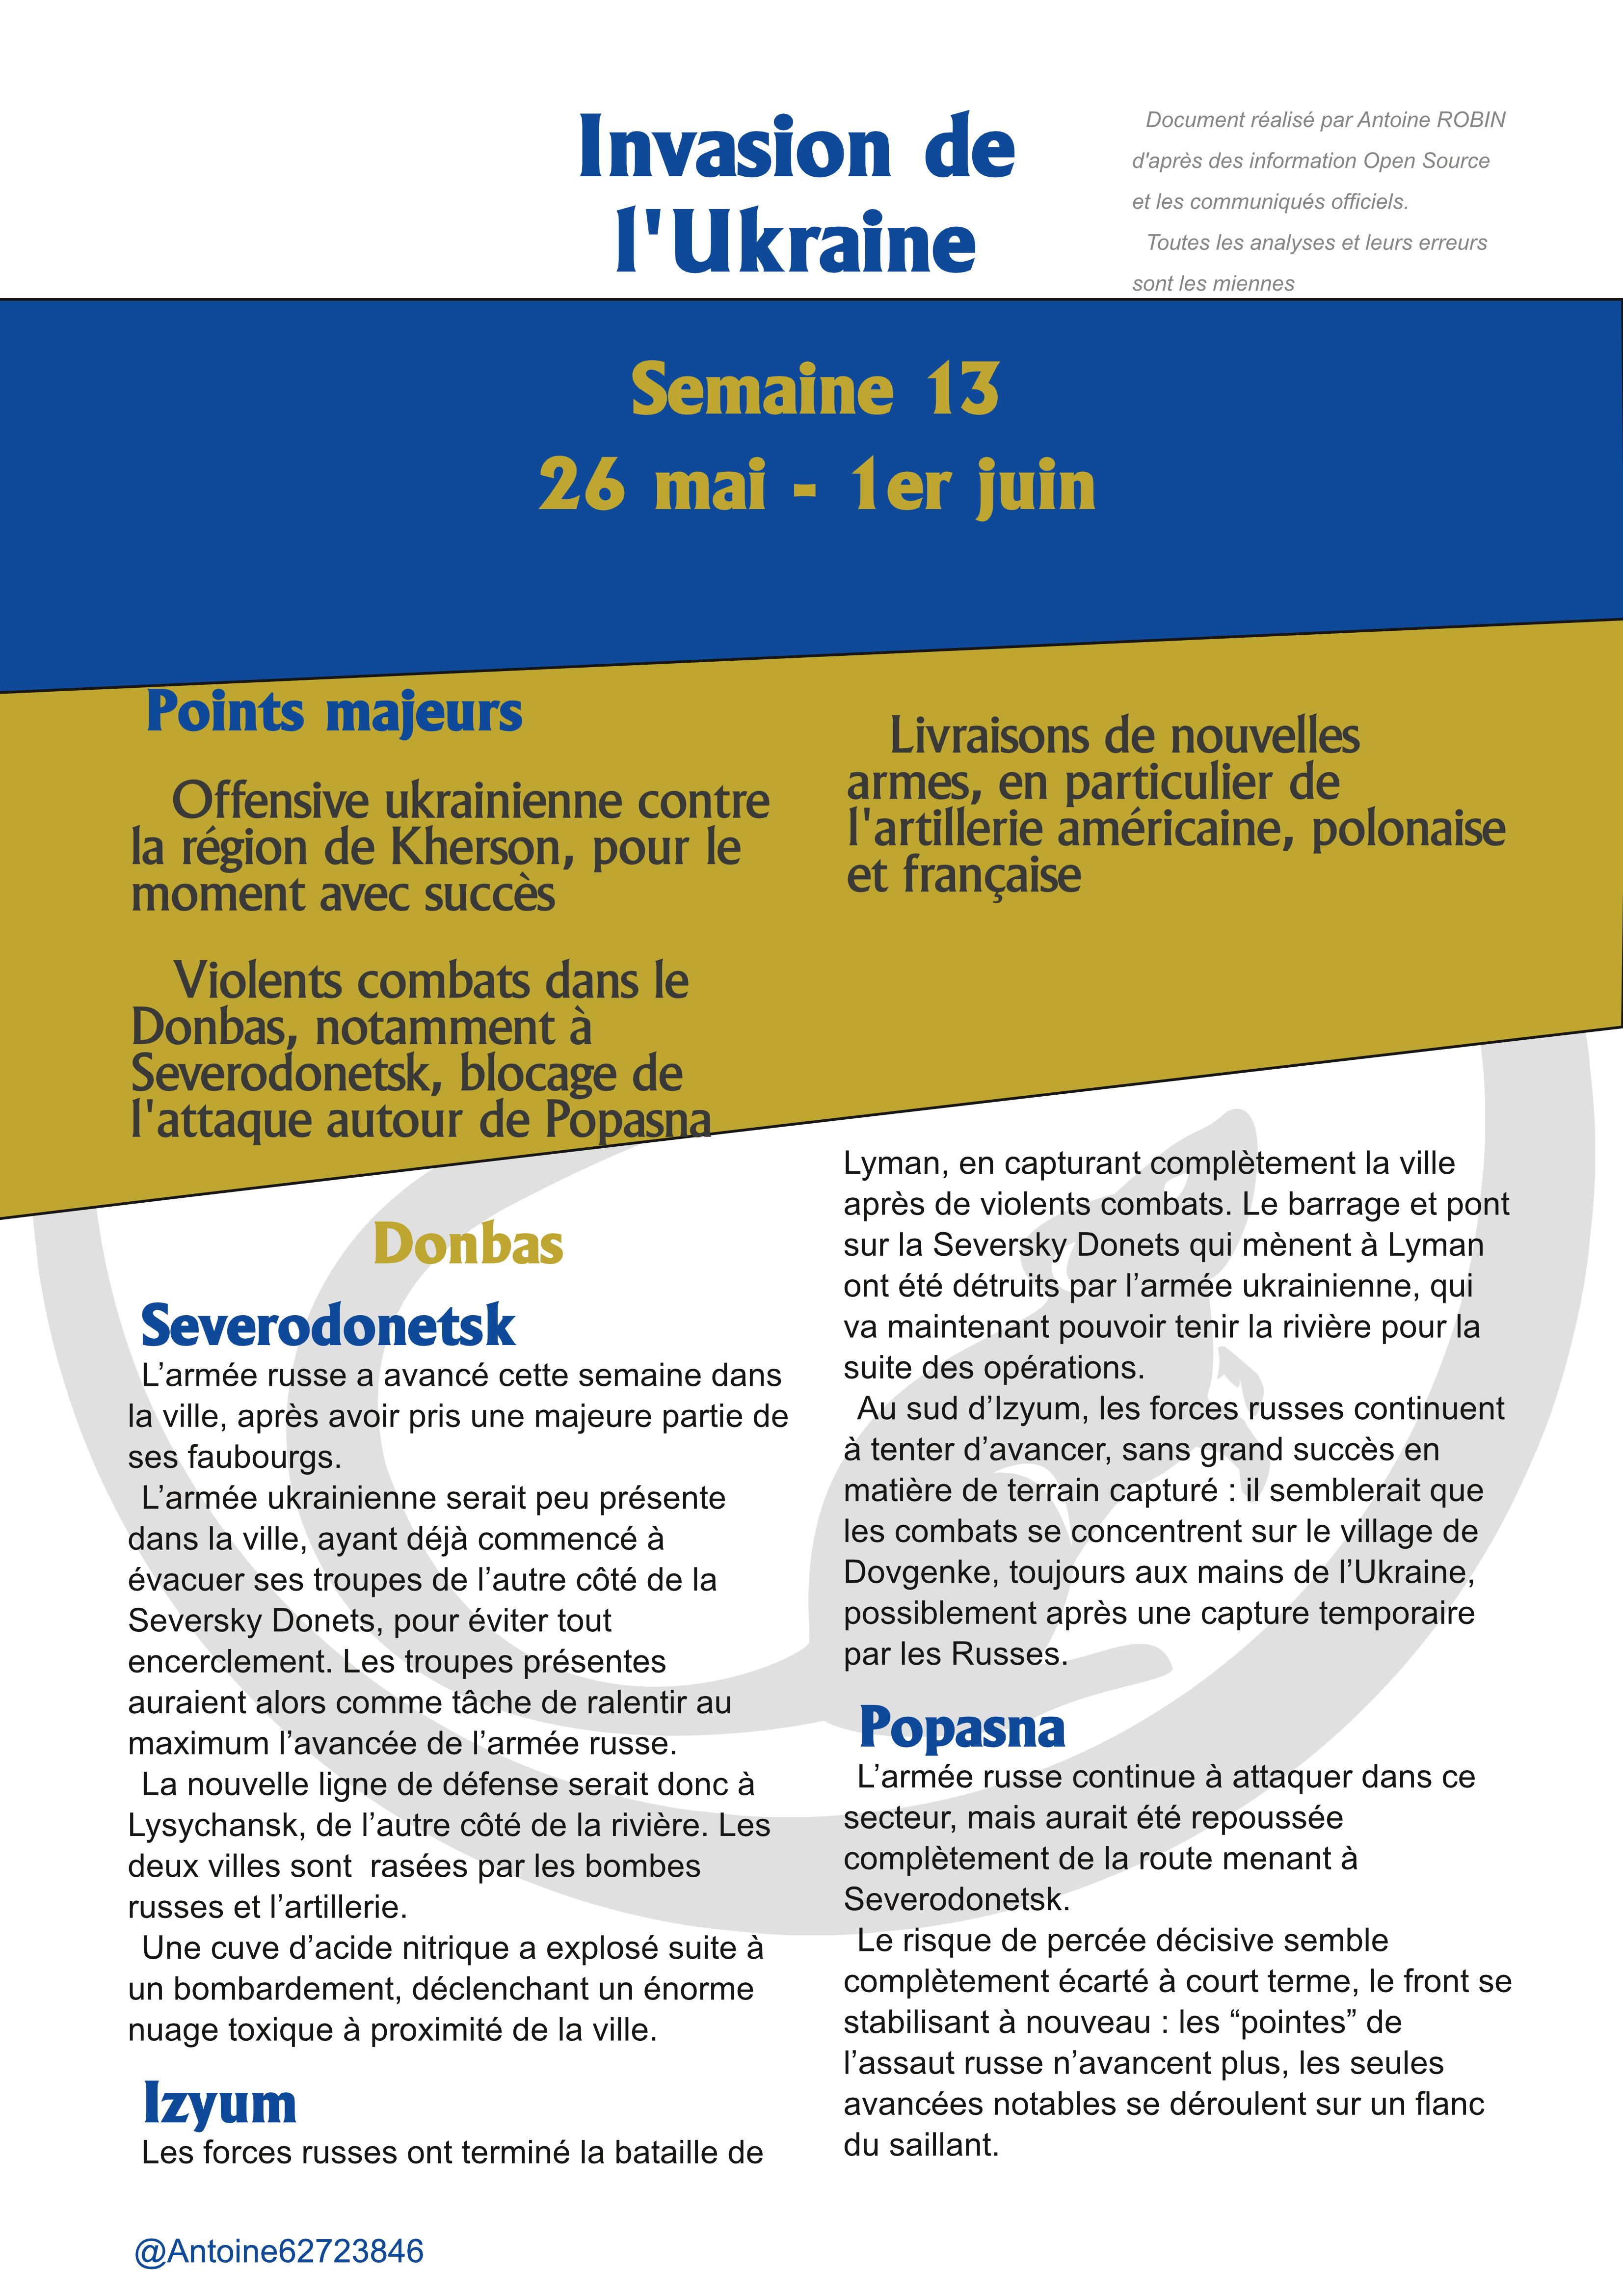 Invasion de
l'Ukraine
Document réalisé par Antoine ROBIN
d'après des information Open Source
et les communiqués officiels.
Toutes les analyses et leurs erreurs
sont les miennes
Semaine 13
26 mai - 1er juin
Points majeurs
Offensive ukrainienne contre
la région de Kherson, pour le
moment avec succès
Violents combats dans le
Donbas, notamment à
Severodonetsk, blocage de
l'attaque autour de Popasna
Livraisons de nouvelles
armes, en particulier de
l'artillerie américaine, polonaise
et française
Donbas
Severodonetsk
L’armée russe a avancé cette semaine dans
la ville, après avoir pris une majeure partie de
ses faubourgs.
L’armée ukrainienne serait peu présente
dans la ville, ayant déjà commencé à
évacuer ses troupes de l’autre côté de la
Seversky Donets, pour éviter tout
encerclement. Les troupes présentes
auraient alors comme tâche de ralentir au
maximum l’avancée de l’armée russe.
La nouvelle ligne de défense serait donc à
Lysychansk, de l’autre côté de la rivière. Les
deux villes sont  rasées par les bombes
russes et l’artillerie.
Une cuve d’acide nitrique a explosé suite à
un bombardement, déclenchant un énorme
nuage toxique à proximité de la ville.
Izyum
Les forces russes ont terminé la bataille de
Lyman, en capturant complètement la ville
après de violents combats. Le barrage et pont
sur la Seversky Donets qui mènent à Lyman
ont été détruits par l’armée ukrainienne, qui
va maintenant pouvoir tenir la rivière pour la
suite des opérations.
Au sud d’Izyum, les forces russes continuent
à tenter d’avancer, sans grand succès en
matière de terrain capturé : il semblerait que
les combats se concentrent sur le village de
Dovgenke, toujours aux mains de l’Ukraine,
possiblement après une capture temporaire
par les Russes.
Popasna
L’armée russe continue à attaquer dans ce
secteur, mais aurait été repoussée
complètement de la route menant à
Severodonetsk.
Le risque de percée décisive semble
complètement écarté à court terme, le front se
stabilisant à nouveau : les “pointes” de
l’assaut russe n’avancent plus, les seules
avancées notables se déroulent sur un flanc
du saillant.
@Antoine62723846